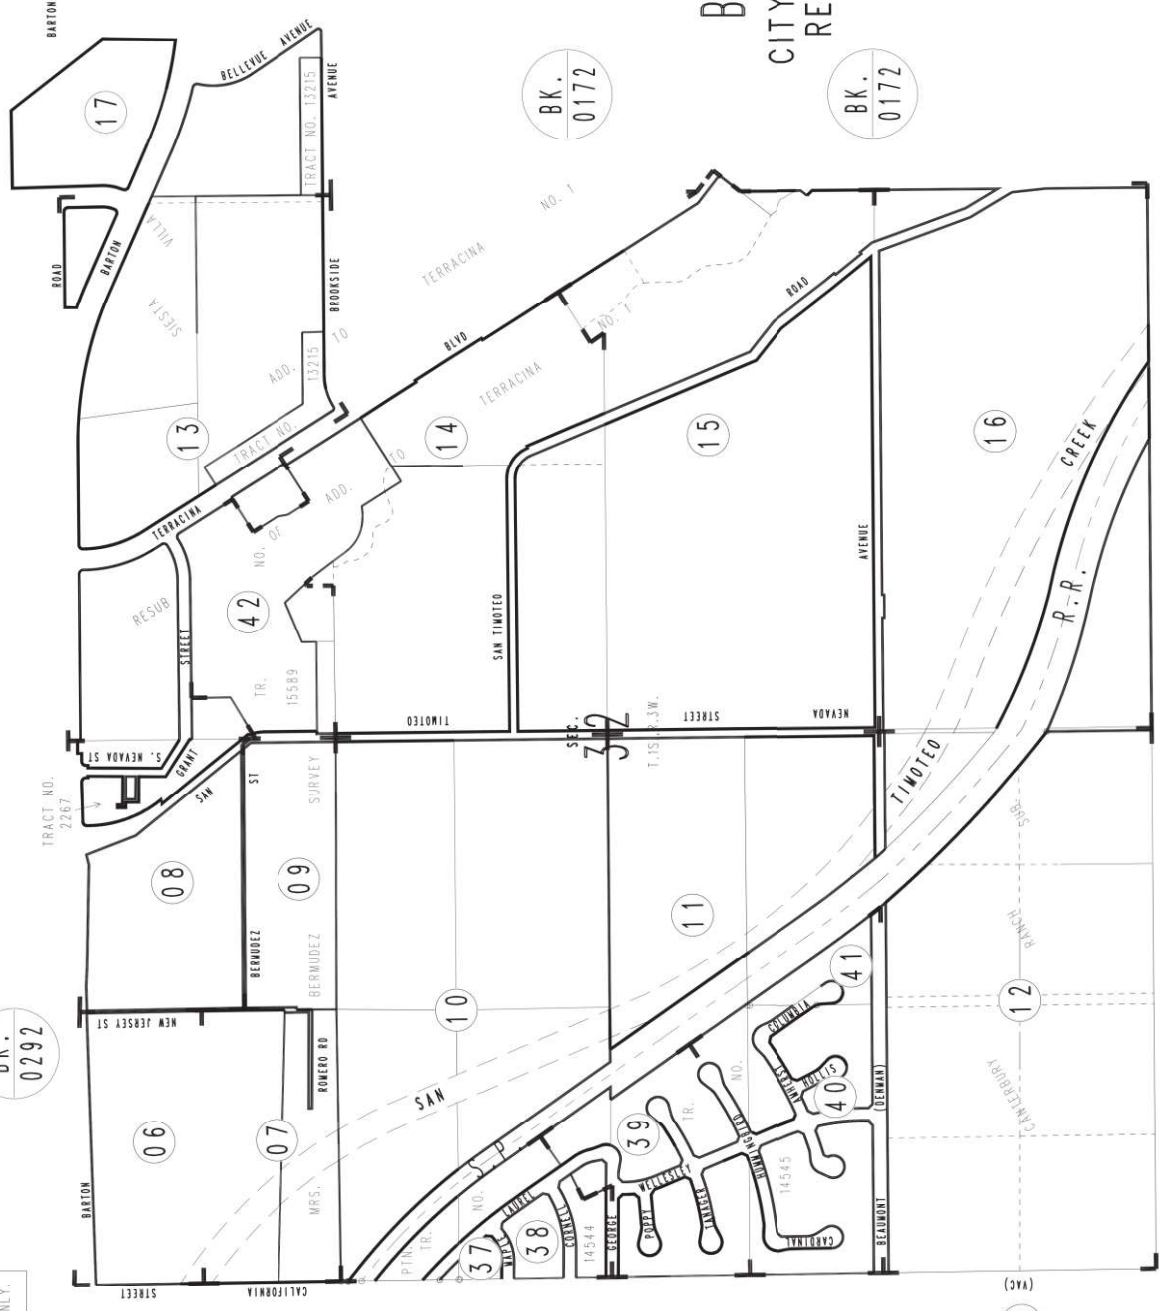 BARTON
B
CITY
RE
BK.
0172
BK.
0172
17
BELLEVUE AVENUE
AVENUE
TRACT NO. 13215
ROAD
BARTON
VILLA
SIESTA
BROOKSIDE
NO. 1
TERRACINA
TO
ADD.
13215
BLVD
NO. 1
ROAD
TERRACINA
13
TRACT NO.
14
TO
ADD.
15
16
CREEK
TERRACINA
NO. OF
AVENUE
R.R.
RESUB
42
STREET
TR.
15589
SAN TIMOTEO
TIMOTEO
SEC.
32
T.1S.,R.3W.
STREET
NEVADA
TIMOTEO
S. NEVADA ST
GRANT
SAN
ST
SURVEY
TRACT NO.
2267
08
09
BERMUDEZ
BERMUDEZ
11
SUB.
RANCH
CANTERBURY
12
BK.
0292
NEW JERSEY ST
ROMERO RD
10
SAN
41
COLUMBIA
AMHERST
HOLLIS
40
(DENMAN)
06
07
MRS.
BARTON
S.P.
39
TR.
NO.
HUMMINGBIRD
WELLESLEY
LAUREL
NO.
TR.
PTN.
37
MAPLE
38
CORNELL
14544
GEORGE
POPPY
TANAGER
14545
CARDINAL
BEAUMONT
STREET
CALIFORNIA
(VAC)
NLY.